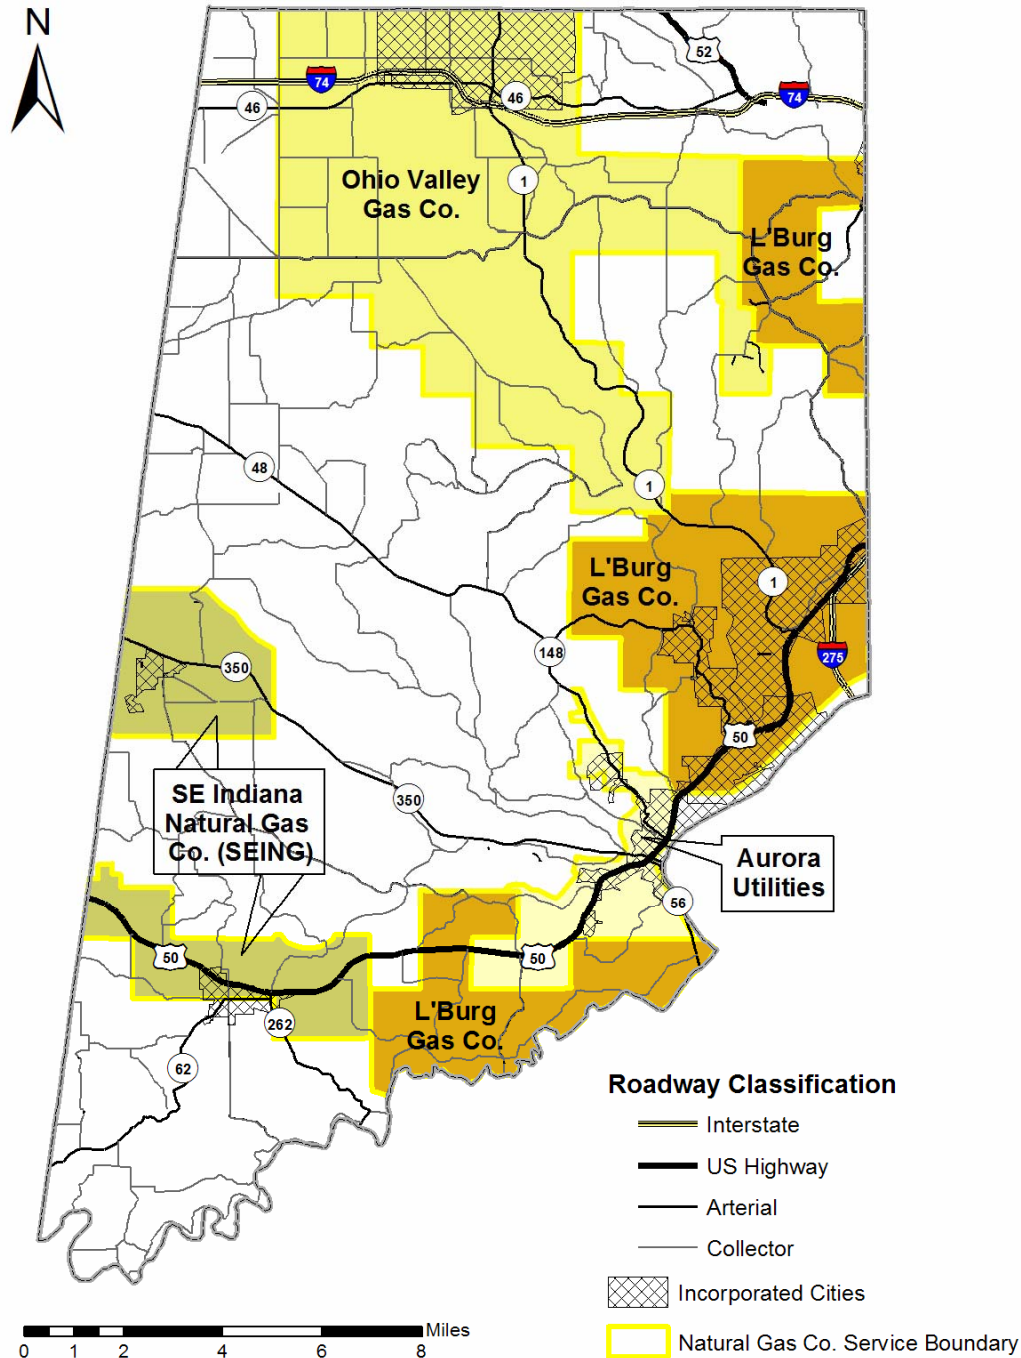 N
52
74
74
46
46
Ohio Valley
Gas Co.
1
L'Burg
Gas Co.
48
1
L'Burg
Gas Co.
1
148
275
350
50
SE Indiana
Natural Gas
Co. (SEING)
350
Aurora
Utilities
56
50
50
L'Burg
Gas Co.
262
62
Roadway Classification
Interstate
US Highway
Arterial
Collector
Incorporated Cities
Natural Gas Co. Service Boundary
Miles
0 1 2 4 6 8